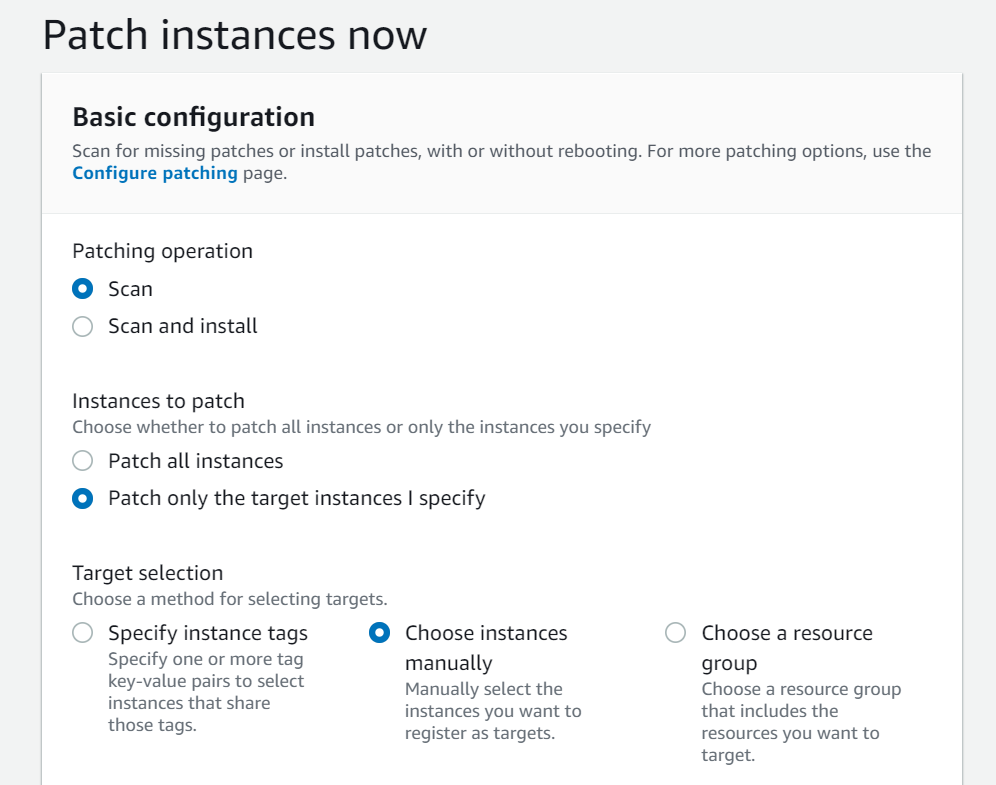 Patch instances now
Basic configuration
Scan for missing patches or install patches, with or without rebooting. For more patching options, use the
Configure patching page.
Patching operation
Scan
Scan and install
Instances to patch
Choose whether to patch all instances or only the instances you specify
Patch all instances
Patch only the target instances I specify
Target selection
Choose a method for selecting targets.
Specify instance tags
Specify one or more tag
key-value pairs to select
instances that share
those tags.
Choose instances
manually
Manually select the
instances you want to
register as targets.
Choose a resource
group
Choose a resource group
that includes the
resources you want to
target.